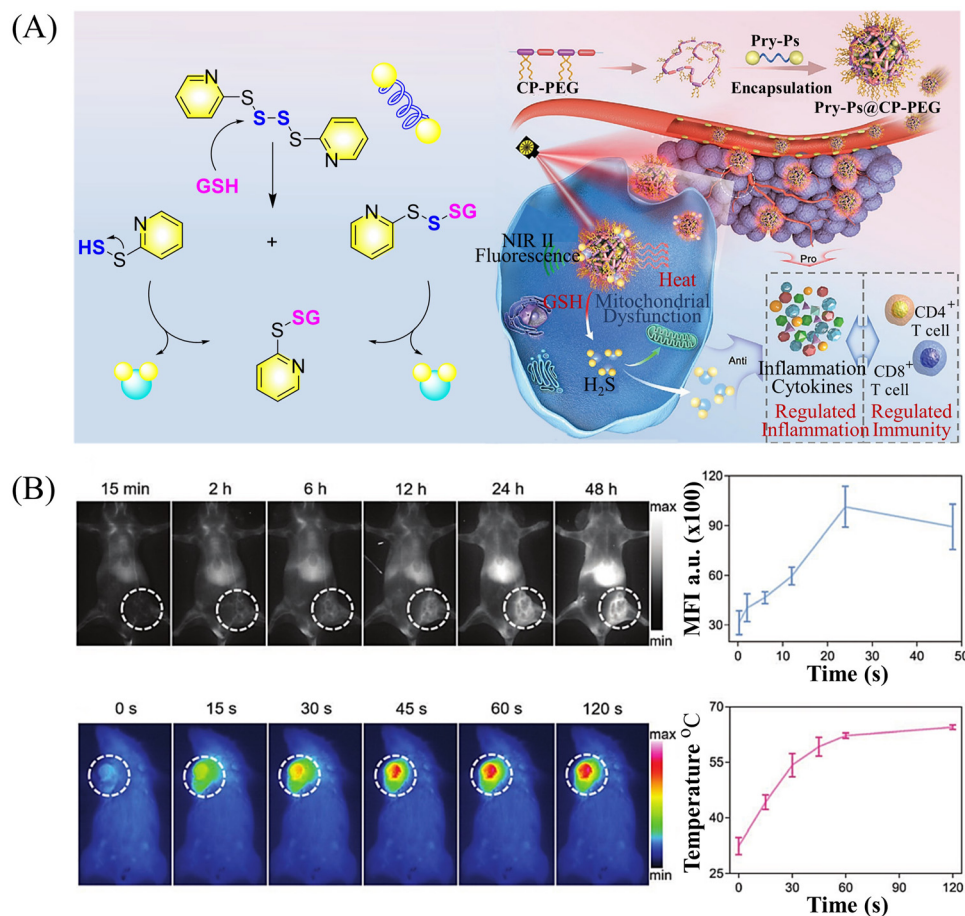 (A)
N
S
S
S
S
N
GSH
HS
S
N
+
N
S
S
SG
SG
S
N
CP-PEG
Pry-Ps
Encapsulation
Pry-Ps@CP-PEG
NIR II
Fluorescence
Heat
GSH
Mitochondrial
Dysfunction
H2S
Pro
Anti
Inflammation
Cytokines
CD4+
T cell
CD8+
T cell
Regulated
Inflammation
Regulated
Immunity
(B)
15 min 2 h 6 h 12 h 24 h 48 h
max
min
MFI a.u. (x100)
120
90
60
30
0 10 20 30 40 50
Time (s)
0 s 15 s 30 s 45 s 60 s 120 s
max
min
Temperature °C
65
55
45
35
25
0 30 60 90 120
Time (s)